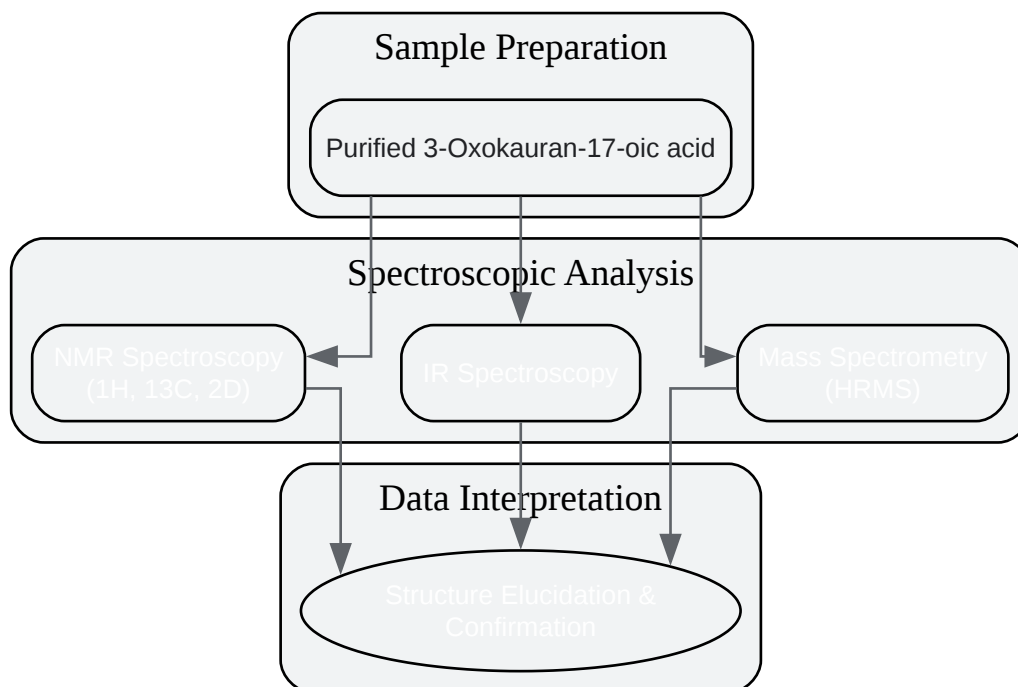 Sample Preparation
Purified 3-Oxokauran-17-oic acid
Spectroscopic Analysis
NMR Spectroscopy
(1H, 13C, 2D)
IR Spectroscopy
Mass Spectrometry
(HRMS)
Data Interpretation
Structure Elucidation &
Confirmation